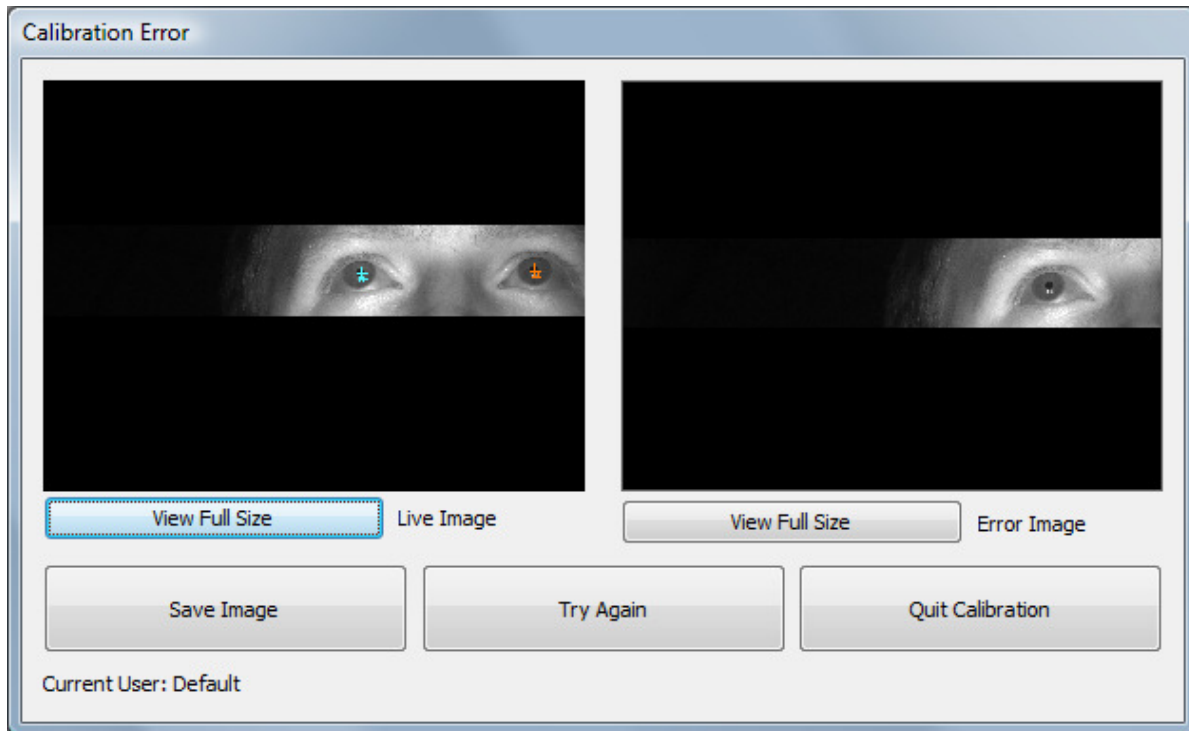 Calibration Error
View Full Size
Live Image
View Full Size
Error Image
Save Image
Try Again
Quit Calibration
Current User: Default